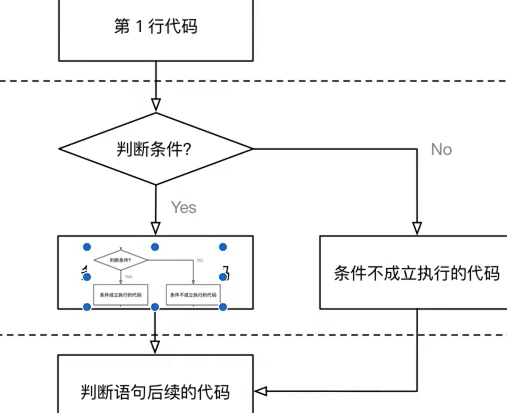 第 1 行代码
判断条件?
No
Yes
判断条件?
No
Yes
条件成立执行的代码
条件不成立执行的代码
码
条件不成立执行的代码
判断语句后续的代码